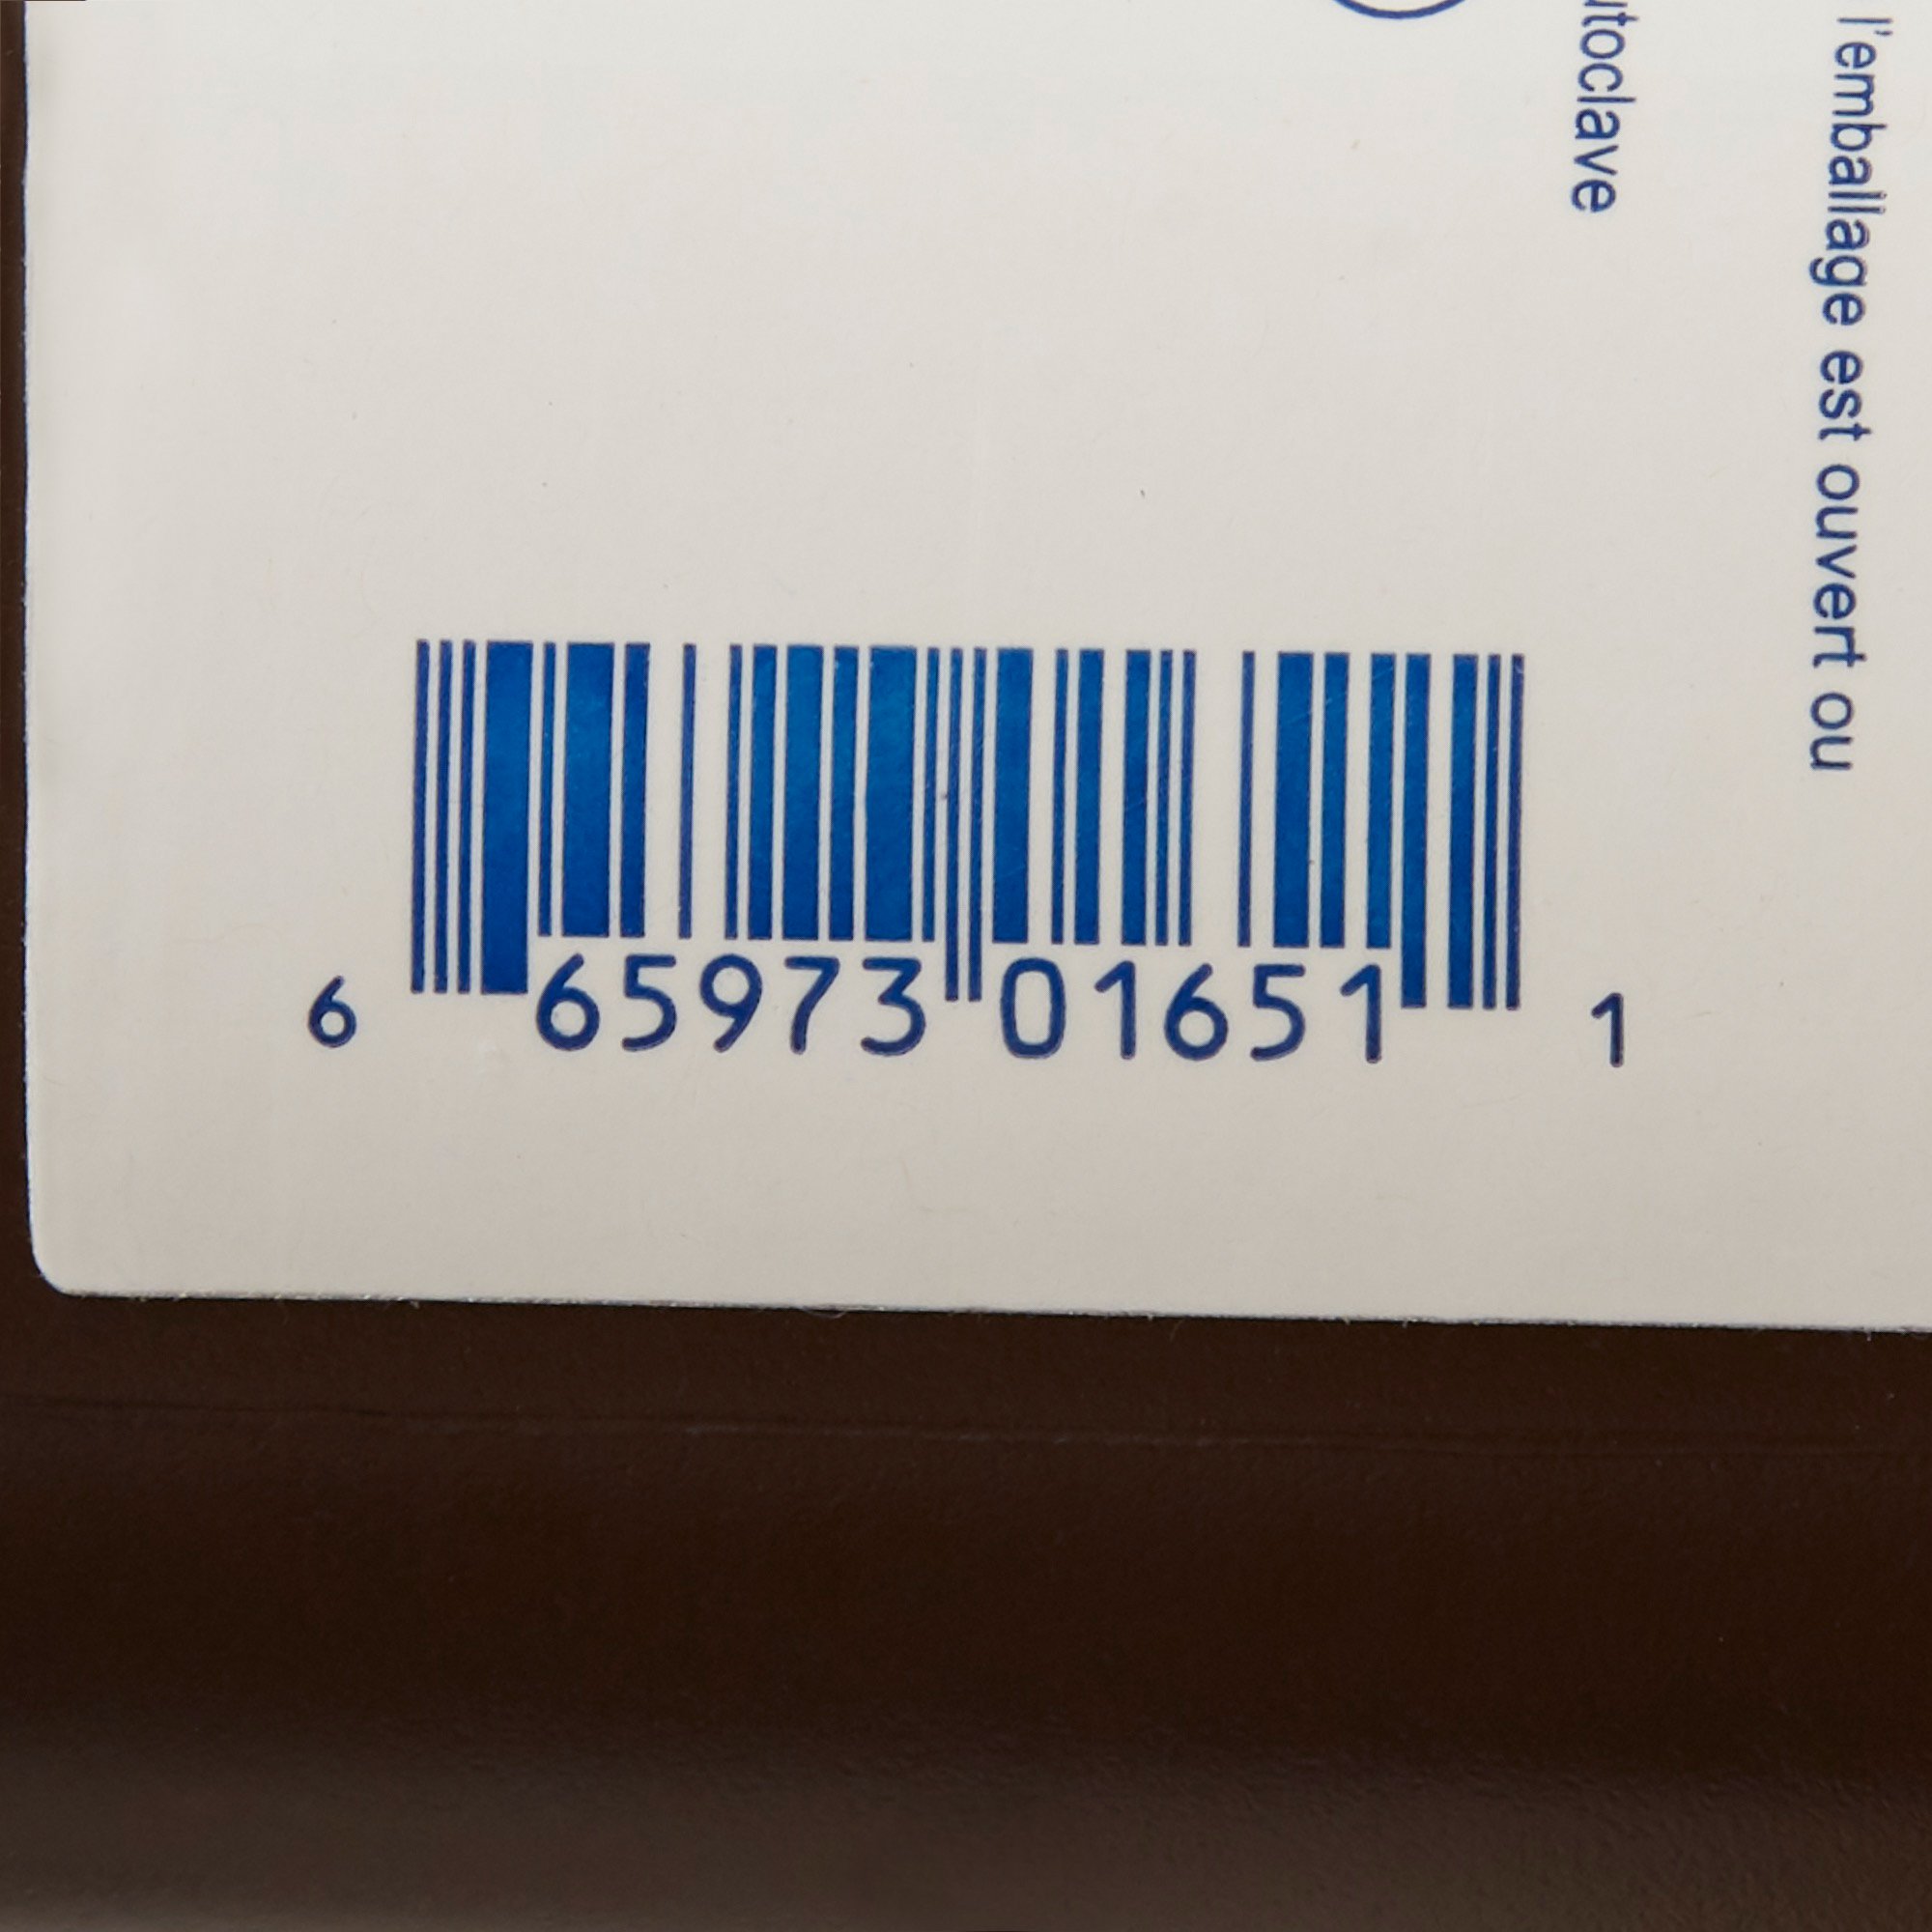 l'emballage est ouvert ou
utoclave
6 65973 01651 1